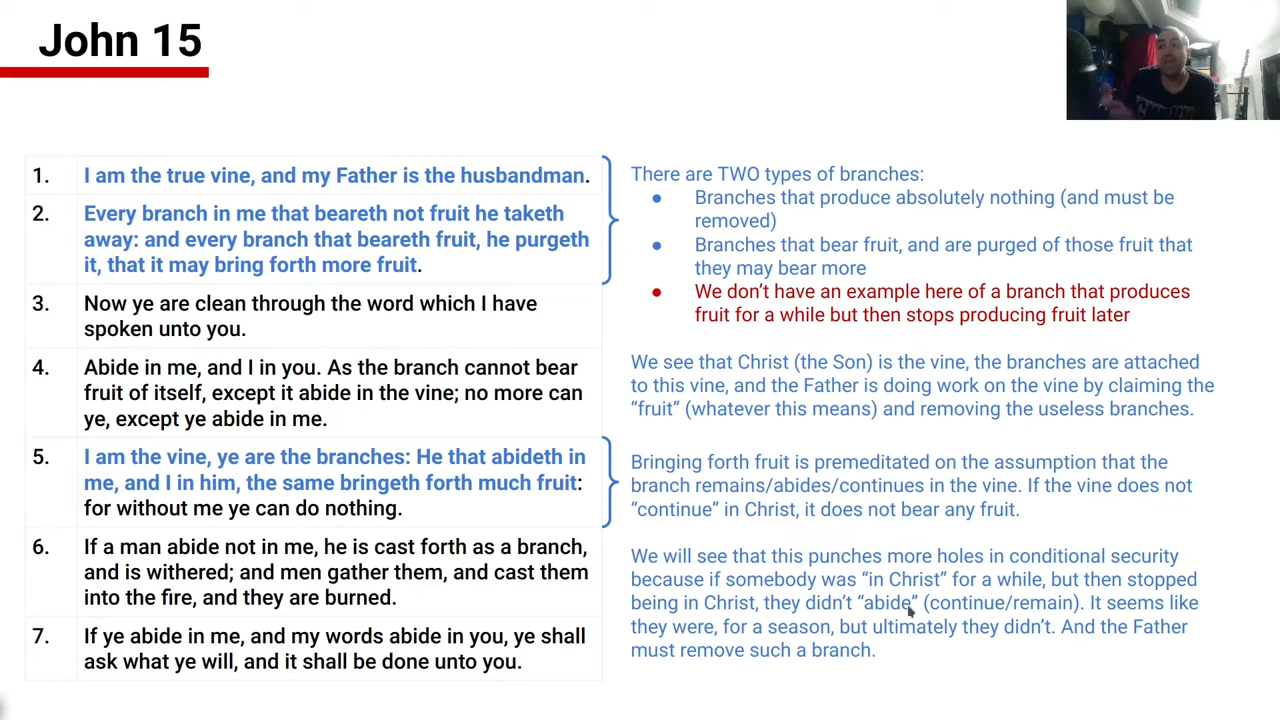 John 15
1. I am the true vine, and my Father is the husbandman.
2. Every branch in me that beareth not fruit he taketh
away: and every branch that beareth fruit, he purgeth
it, that it may bring forth more fruit.
3. Now ye are clean through the word which I have
spoken unto you.
4. Abide in me, and I in you. As the branch cannot bear
fruit of itself, except it abide in the vine; no more can
ye, except ye abide in me.
5. I am the vine, ye are the branches: He that abideth in
me, and I in him, the same bringeth forth much fruit:
for without me ye can do nothing.
6. If a man abide not in me, he is cast forth as a branch,
and is withered; and men gather them, and cast them
into the fire, and they are burned.
7. If ye abide in me, and my words abide in you, ye shall
ask what ye will, and it shall be done unto you.
There are TWO types of branches:
● Branches that produce absolutely nothing (and must be
removed)
● Branches that bear fruit, and are purged of those fruit that
they may bear more
● We don't have an example here of a branch that produces
fruit for a while but then stops producing fruit later
We see that Christ (the Son) is the vine, the branches are attached
to this vine, and the Father is doing work on the vine by claiming the
“fruit” (whatever this means) and removing the useless branches.
Bringing forth fruit is premeditated on the assumption that the
branch remains/abides/continues in the vine. If the vine does not
“continue” in Christ, it does not bear any fruit.
We will see that this punches more holes in conditional security
because if somebody was “in Christ” for a while, but then stopped
being in Christ, they didn't “abide” (continue/remain). It seems like
they were, for a season, but ultimately they didn't. And the Father
must remove such a branch.